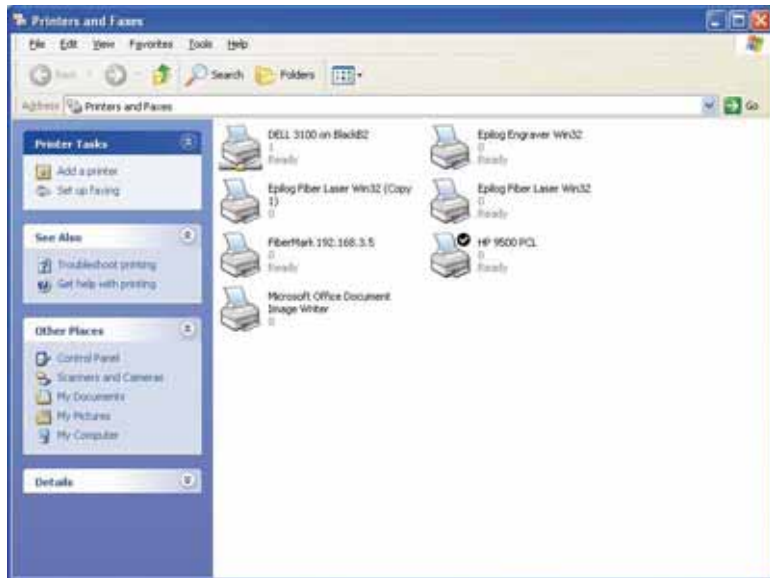 Printers and Faxes
File Edit View Favorites Tools Help
Back Search Folders
Address Printers and Faxes Go
Printer Tasks
Add a printer
Set up faxing
See Also
Troubleshoot printing
Get help with printing
Other Places
Control Panel
Scanners and Cameras
My Documents
My Pictures
My Computer
Details
DELL 3100 on BlackB2
1
Ready
Epilog Engraver Win32
0
Ready
Epilog Fiber Laser Win32 (Copy
1)
0
Epilog Fiber Laser Win32
0
Ready
FiberMark 192.168.3.5
0
Ready
HP 9500 PCL
0
Ready
Microsoft Office Document
Image Writer
0